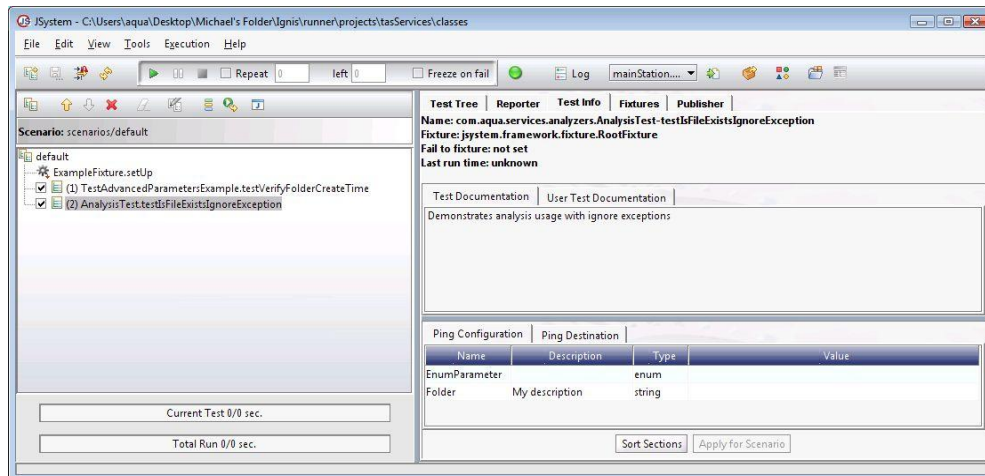 JSystem - C:\Users\aqua\Desktop\Michael's Folder\Ignis\runner\projects\tasServices\classes
File Edit View Tools Execution Help
Repeat 0 left 0 Freeze on fail Log mainStation....
Scenario: scenarios/default
default
ExampleFixture.setUp
(1) TestAdvancedParametersExample.testVerifyFolderCreateTime
(2) AnalysisTest.testIsFileExistsIgnoreException
Current Test 0/0 sec.
Total Run 0/0 sec.
Test Tree Reporter Test Info Fixtures Publisher
Name: com.aqua.services.analyzers.AnalysisTest-testIsFileExistsIgnoreException
Fixture: jsystem.framework.fixture.RootFixture
Fail to fixture: not set
Last run time: unknown
Test Documentation User Test Documentation
Demonstrates analysis usage with ignore exceptions
Ping Configuration Ping Destination
Name Description Type Value
EnumParameter enum
Folder My description string
Sort Sections Apply for Scenario